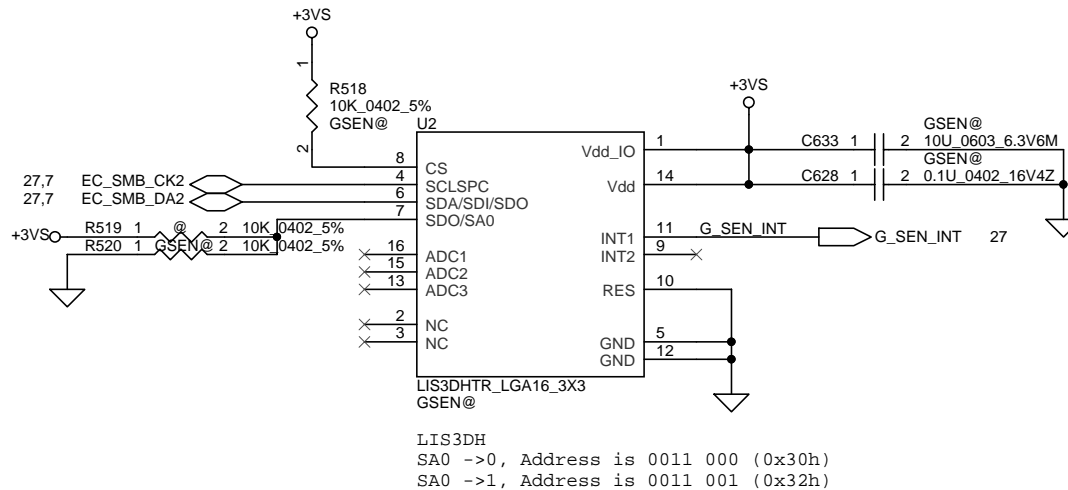 +3VS
1
R518
10K_0402_5%
GSEN@
2
U2
+3VS
8 CS
27,7 EC_SMB_CK2 4 SCLSPC
27,7 EC_SMB_DA2 6 SDA/SDI/SDO
7 SDO/SA0
+3VS R519 1 @ 2 10K_0402_5%
R520 1 GSEN@ 2 10K_0402_5%
16 ADC1
15 ADC2
13 ADC3
2 NC
3 NC
Vdd_IO 1
C633 1 2 GSEN@
10U_0603_6.3V6M
Vdd 14
C628 1 2 GSEN@
0.1U_0402_16V4Z
INT1 11 G_SEN_INT G_SEN_INT 27
INT2 9
RES 10
GND 5
GND 12
LIS3DHTR_LGA16_3X3
GSEN@
LIS3DH
SA0 ->0, Address is 0011 000 (0x30h)
SA0 ->1, Address is 0011 001 (0x32h)